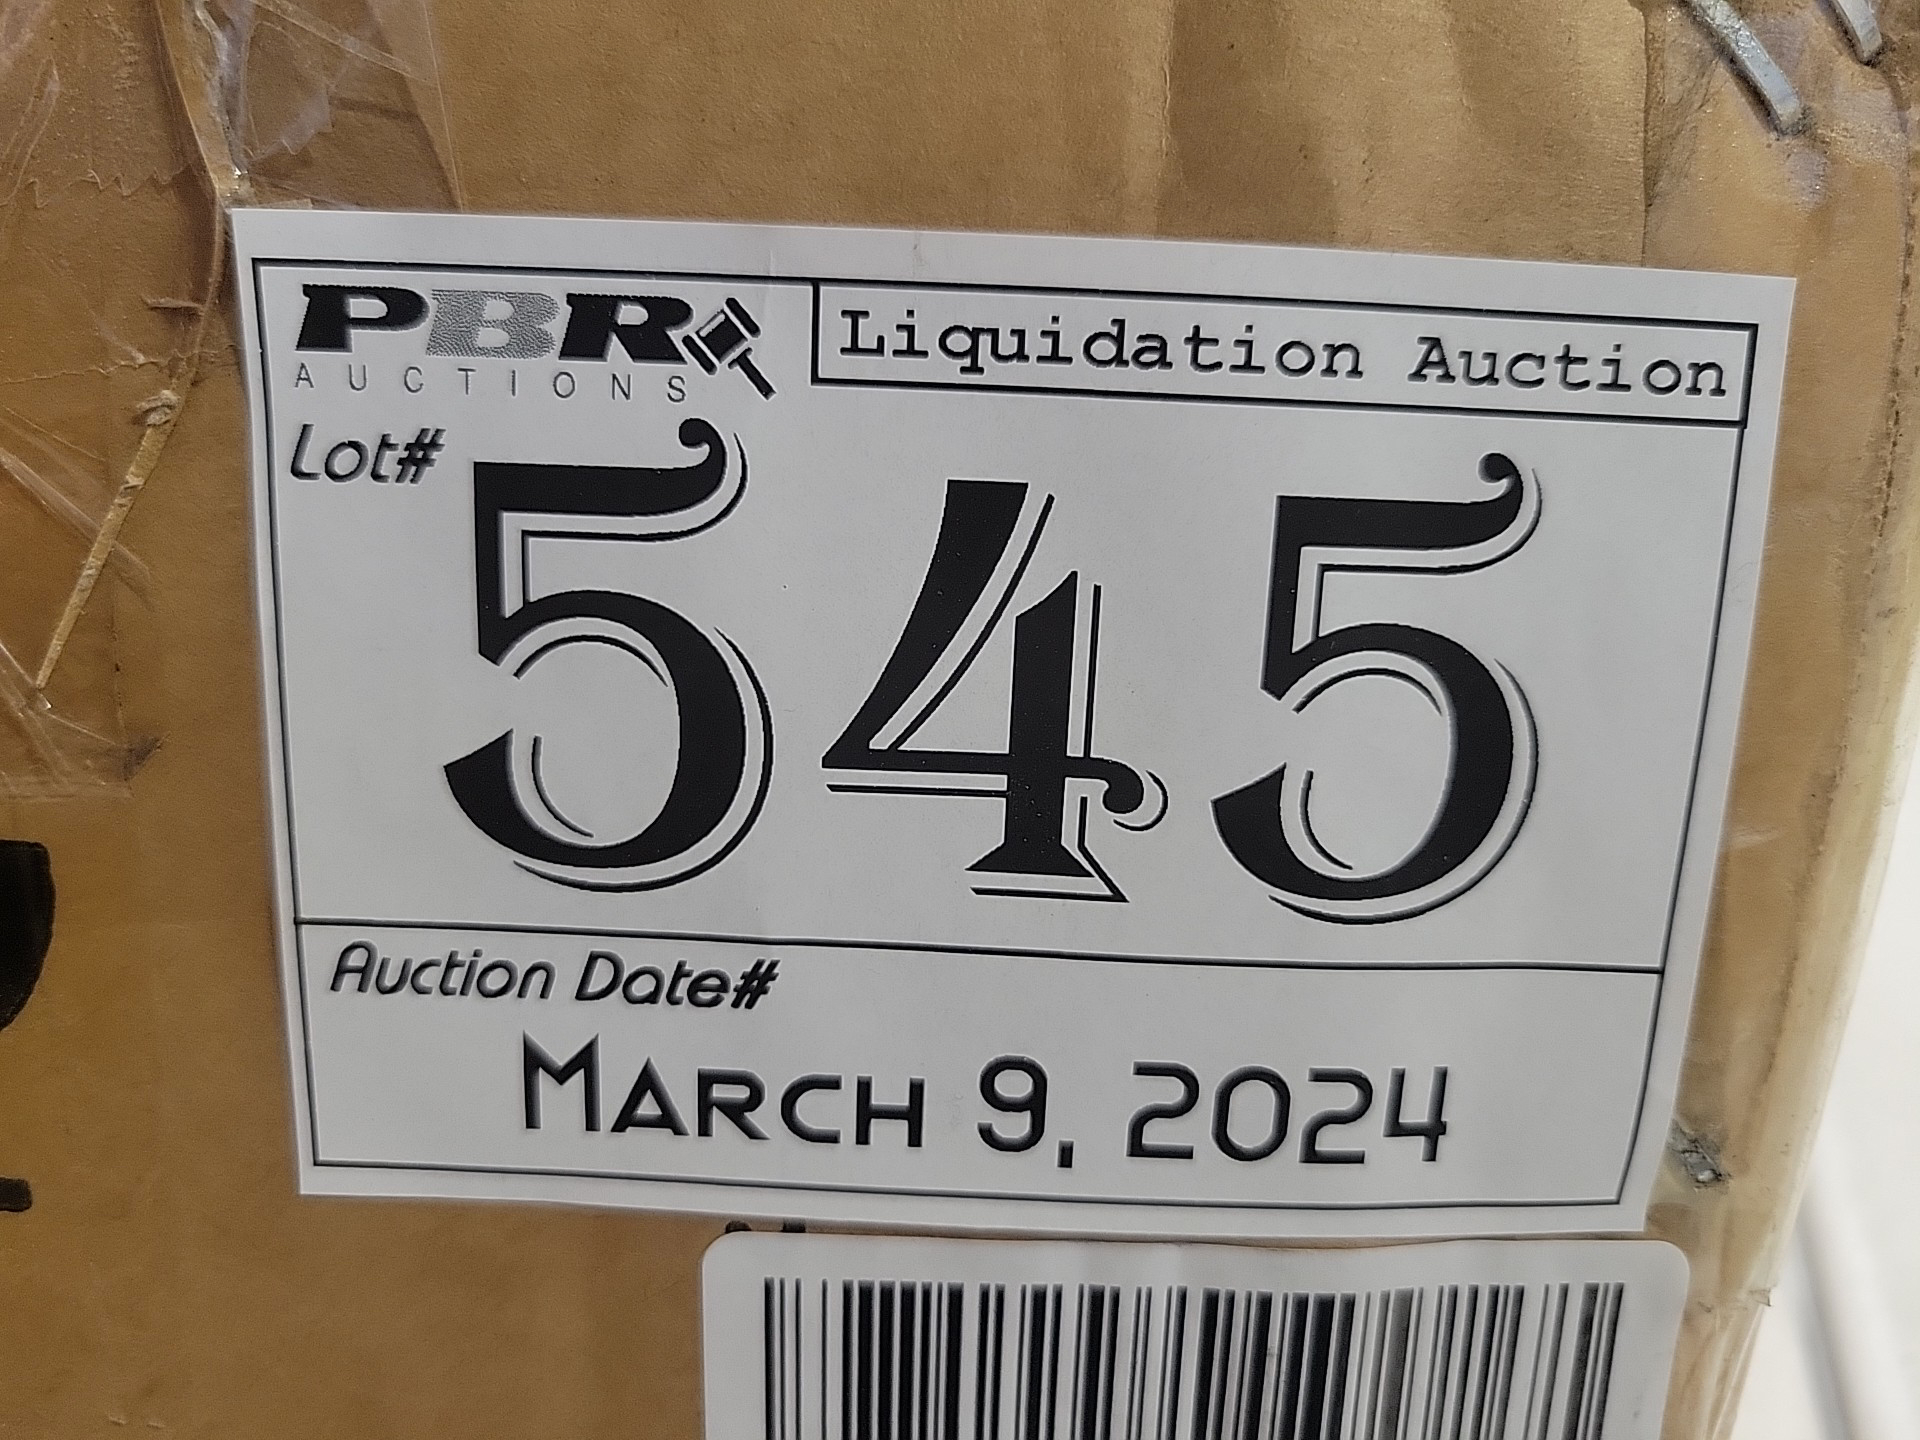 PBR
AUCTIONS
Liquidation Auction
Lot#
545
Auction Date#
March 9, 2024